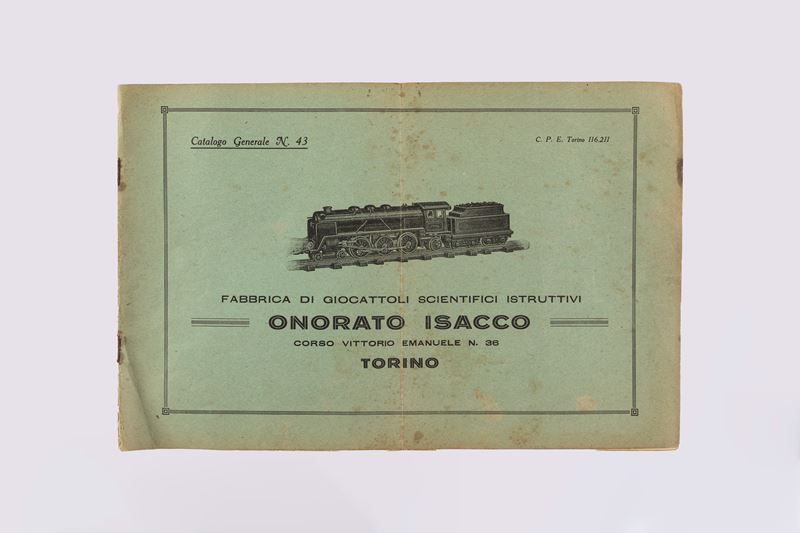 Catalogo Generale N. 43
C. P. E. Torino 116.211
FABBRICA DI GIOCATTOLI SCIENTIFICI ISTRUTTIVI
ONORATO ISACCO
CORSO VITTORIO EMANUELE N. 36
TORINO